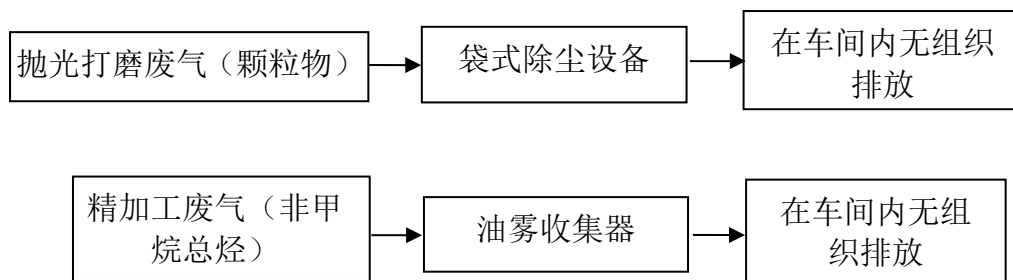 抛光打磨废气（颗粒物）
袋式除尘设备
在车间内无组织
排放
精加工废气（非甲
烷总烃）
油雾收集器
在车间内无组
织排放